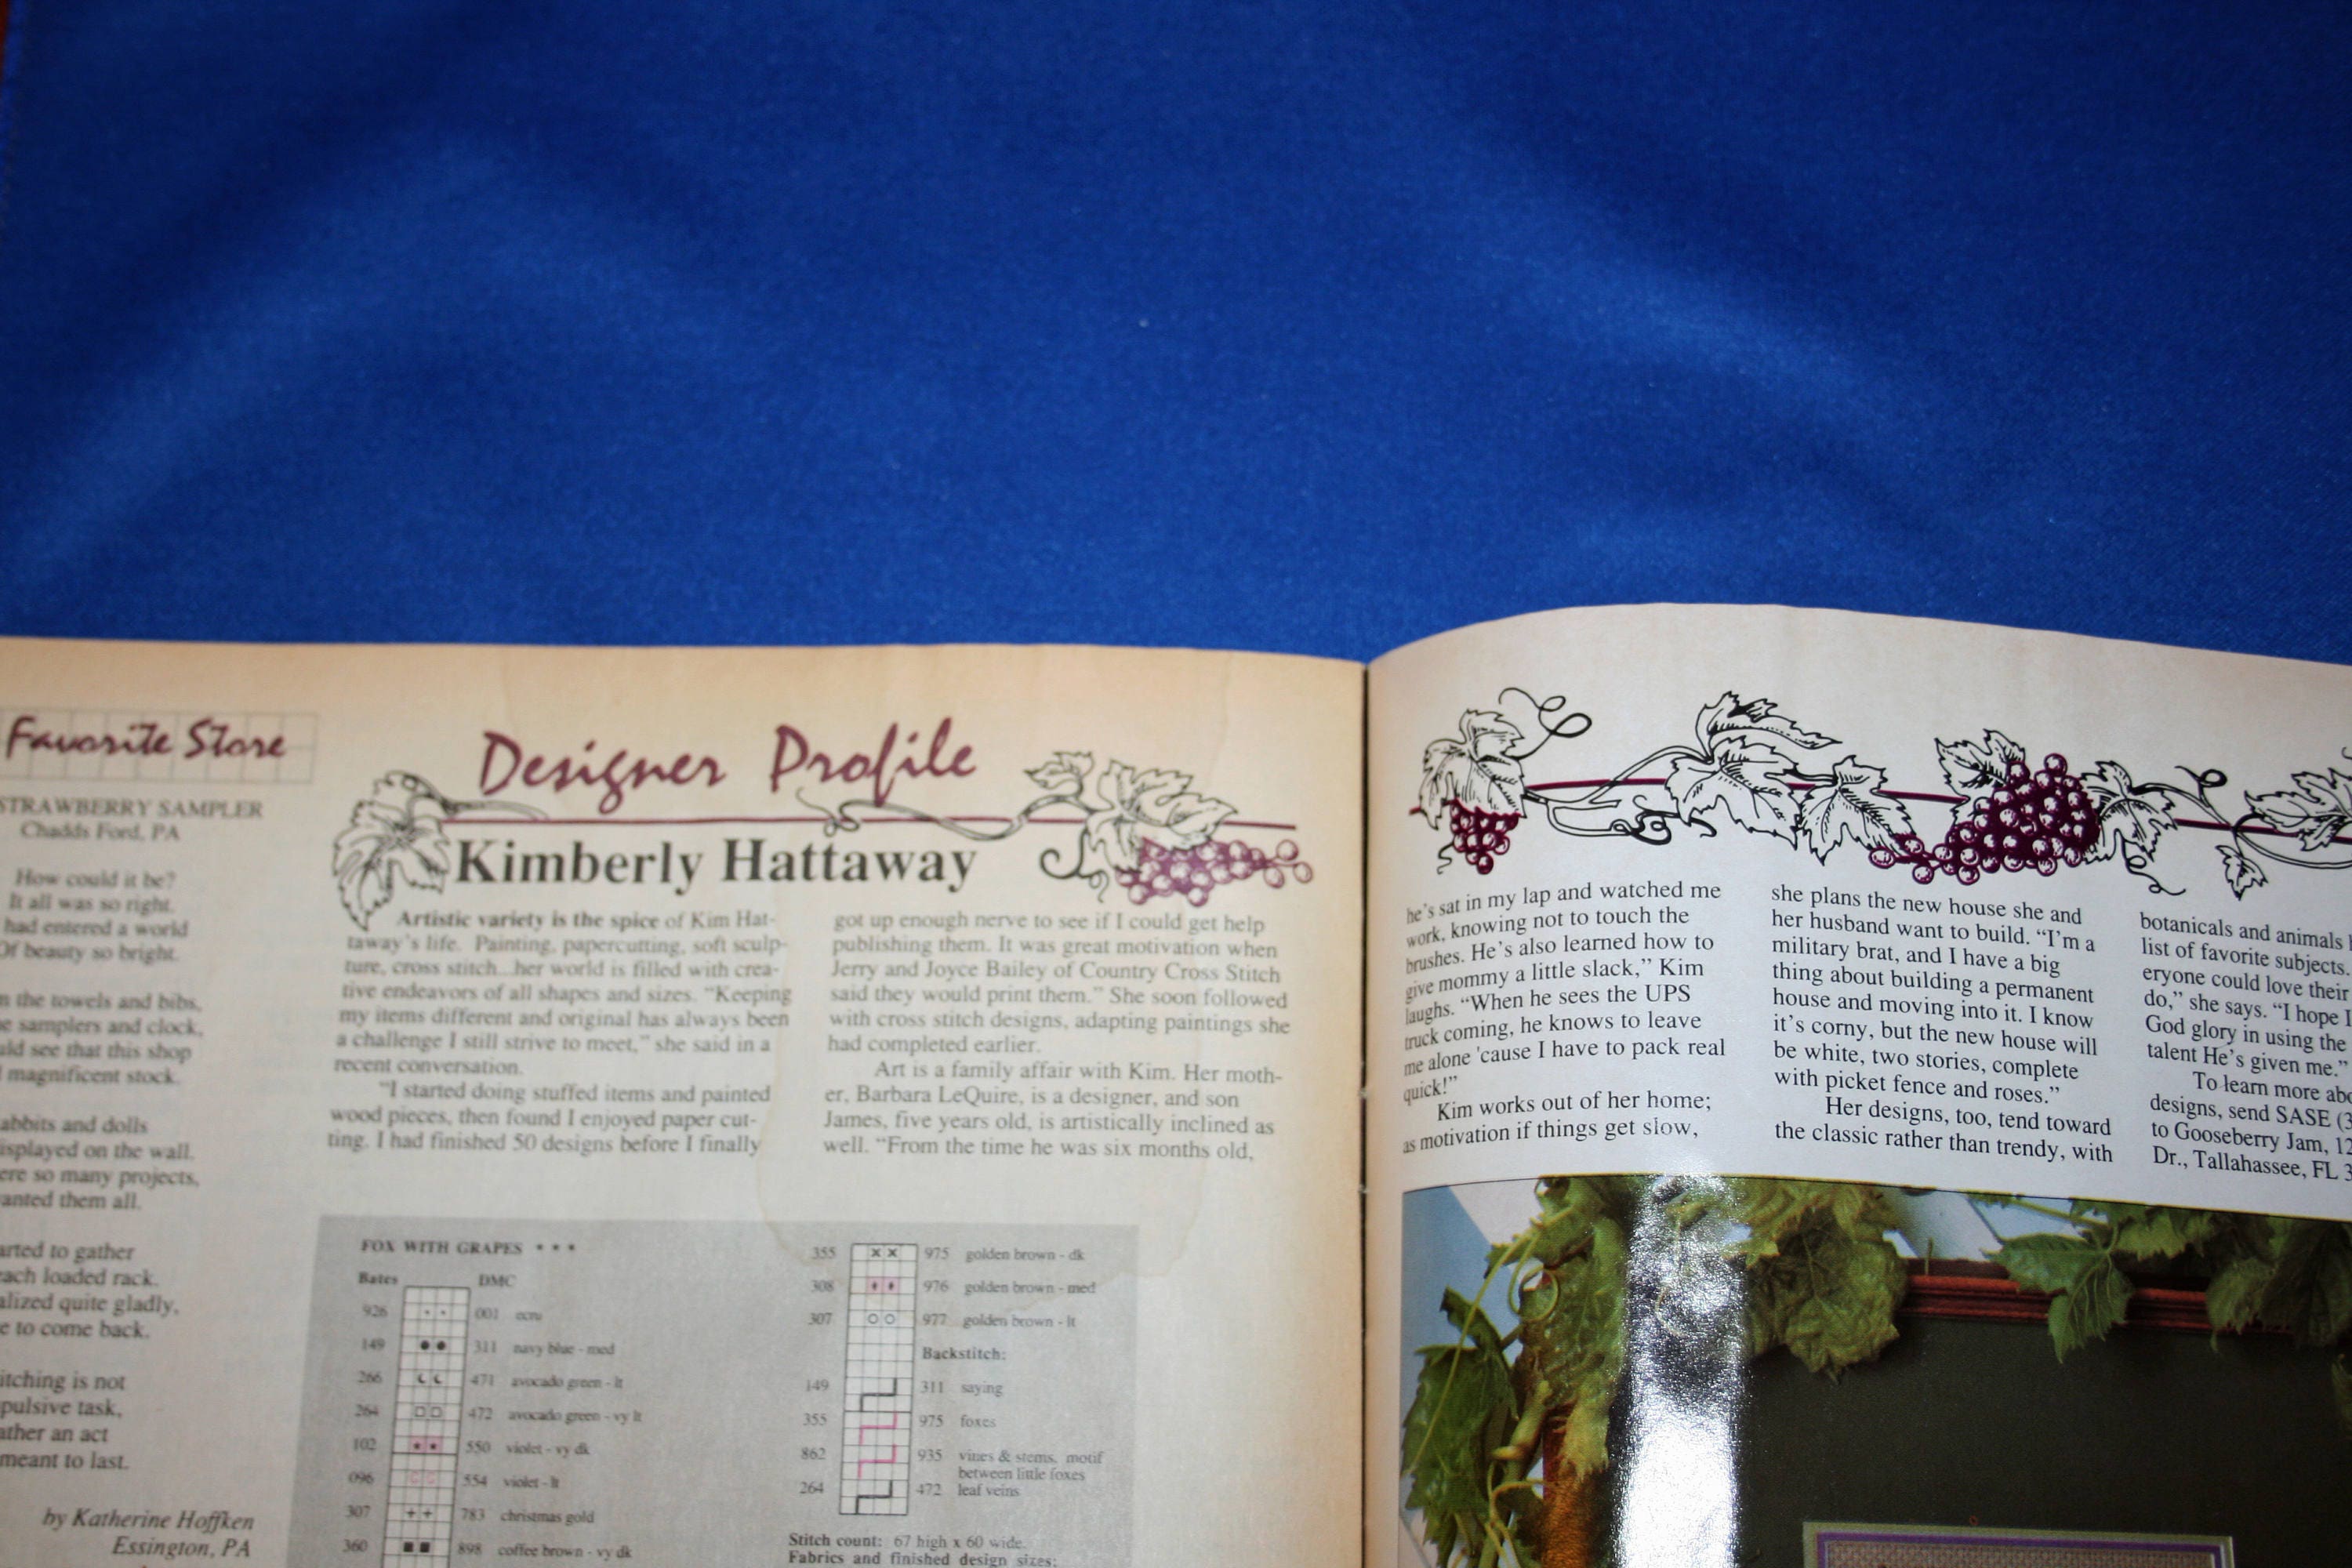 Favorite Store
STRAWBERRY SAMPLER
Chadds Ford, PA
How could it be?
It all was so right.
had entered a world
Of beauty so bright.
the towels and bibs,
samplers and clock,
see that this shop
magnificent stock.
and dolls
on the wall.
so many projects,
them all.
to gather
loaded rack.
quite gladly,
to come back.
is not
task,
an act
meant to last.
by Katherine Hoffken
Essington, PA
Designer Profile
Kimberly Hattaway
Artistic variety is the spice of Kim Hat-
taway's life. Painting, papercutting, soft sculp-
ture, cross stitch...her world is filled with crea-
tive endeavors of all shapes and sizes. “Keeping
my items different and original has always been
a challenge I still strive to meet,” she said in a
recent conversation.
“I started doing stuffed items and painted
wood pieces, then found I enjoyed paper cut-
ting. I had finished 50 designs before I finally
got up enough nerve to see if I could get help
publishing them. It was great motivation when
Jerry and Joyce Bailey of Country Cross Stitch
said they would print them.” She soon followed
with cross stitch designs, adapting paintings she
had completed earlier.
Art is a family affair with Kim. Her moth-
er, Barbara LeQuire, is a designer, and son
James, five years old, is artistically inclined as
well. “From the time he was six months old,
FOX WITH GRAPES * * *
Bates DMC
926 001 ecru
149 311 navy blue - med
266 471 avocado green - lt
264 472 avocado green - vy lt
102 550 violet - vy dk
096 554 violet - lt
307 783 christmas gold
360 898 coffee brown - vy dk
355 975 golden brown - dk
308 976 golden brown - med
307 977 golden brown - lt
Backstitch:
149 311 saying
355 975 foxes
862 935 vines & stems, motif
between little foxes
264 472 leaf veins
Stitch count: 67 high x 60 wide.
Fabrics and finished design sizes:
he's sat in my lap and watched me
work, knowing not to touch the
brushes. He's also learned how to
give mommy a little slack,” Kim
laughs. “When he sees the UPS
truck coming, he knows to leave
me alone 'cause I have to pack real
quick!”
Kim works out of her home;
as motivation if things get slow,
she plans the new house she and
her husband want to build. “I'm a
military brat, and I have a big
thing about building a permanent
house and moving into it. I know
it's corny, but the new house will
be white, two stories, complete
with picket fence and roses.”
Her designs, too, tend toward
the classic rather than trendy, with
botanicals and animals
list of favorite subjects.
eryone could love their
do,” she says. “I hope I
God glory in using the
talent He's given me.”
To learn more
designs, send SASE
to Gooseberry Jam,
Dr., Tallahassee, FL